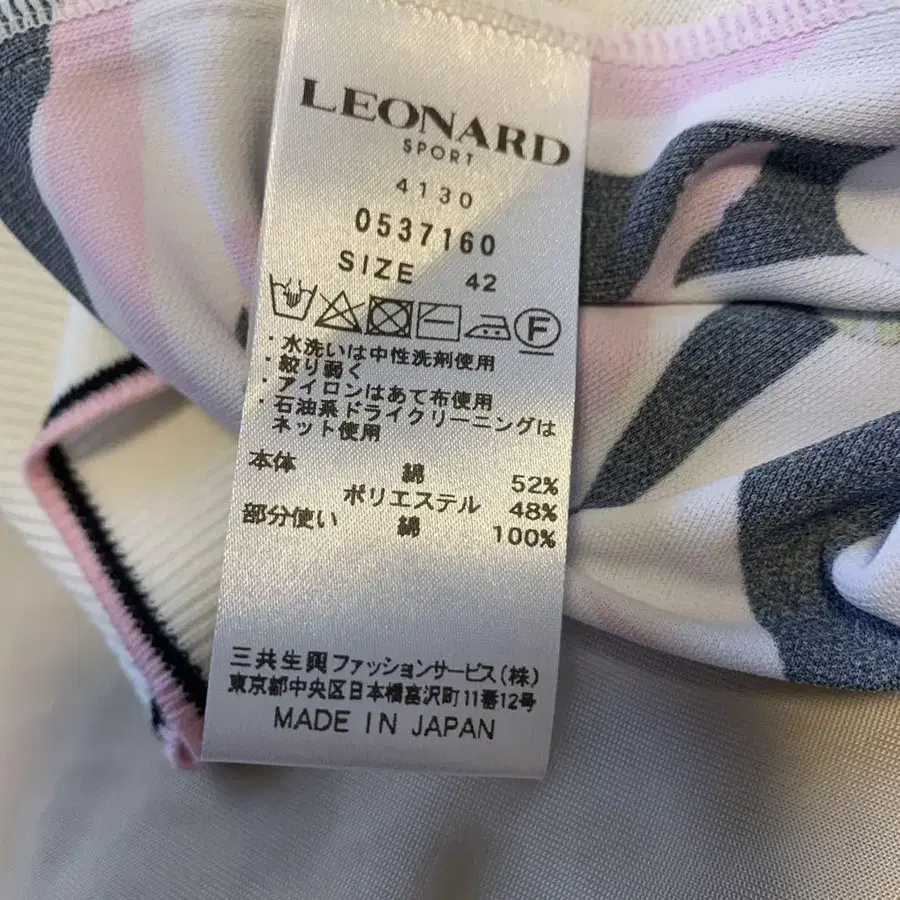 LEONARD
SPORT
4130
0537160
SIZE 42
F
・水洗いは中性洗剤使用
・絞り弱く
・アイロンはあて布使用
・石油系ドライクリーニングは
ネット使用
本体 綿 52%
ポリエステル 48%
部分使い 綿 100%
三共生興ファッションサービス(株)
東京都中央区日本橋富沢町11番12号
MADE IN JAPAN